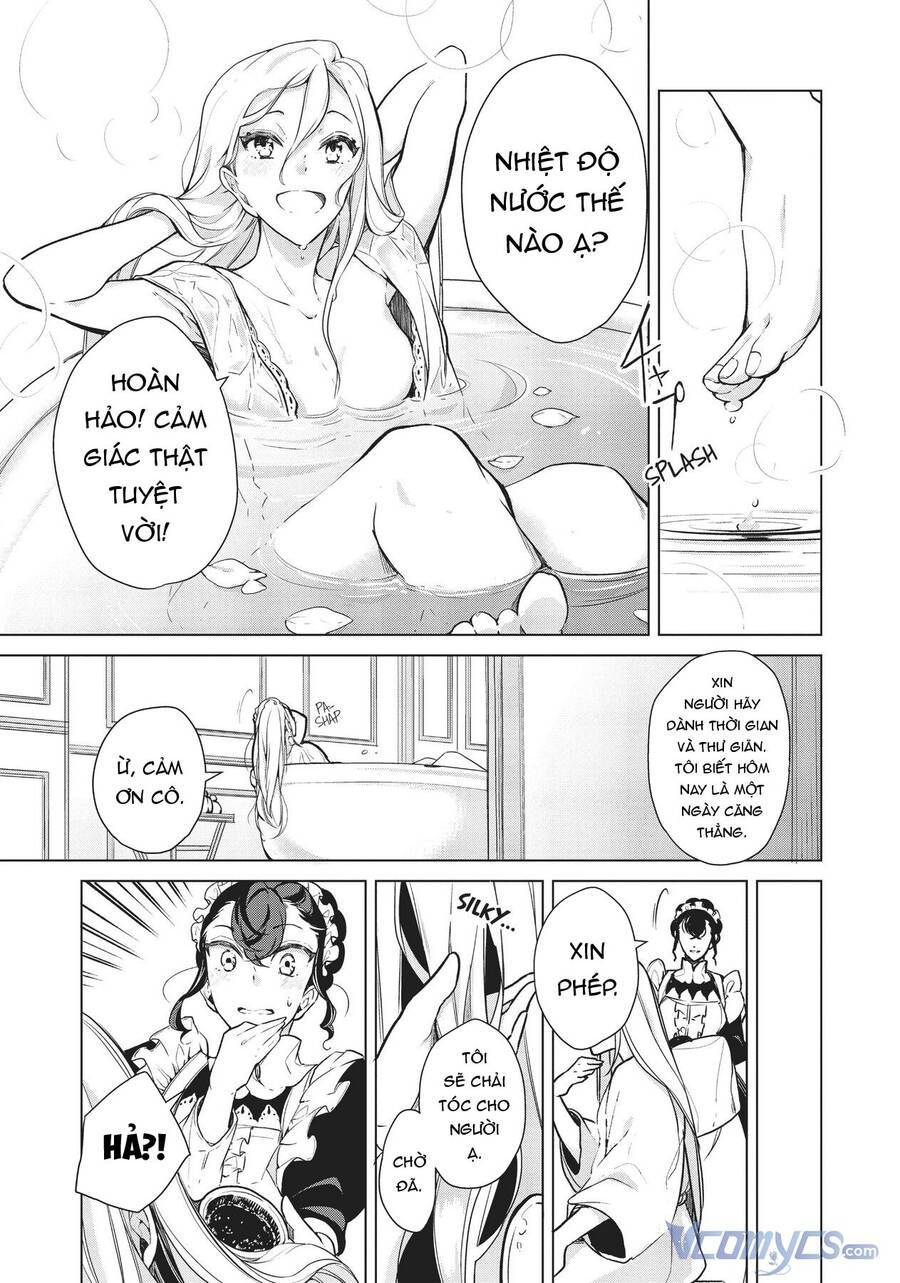 SPLASH
NHIỆT ĐỘ
NƯỚC THẾ
NÀO Ạ?
HOÀN
HẢO! CẢM
GIÁC THẬT
TUYỆT
VỜI!
XIN
NGƯỜI HÃY
DÀNH THỜI GIAN
VÀ THƯ GIÃN.
TÔI BIẾT HÔM
NAY LÀ MỘT
NGÀY CĂNG
THẲNG.
PA-
SHAP
Ừ, CẢM
ƠN CÔ.
XIN
PHÉP.
SILKY...
TÔI
SẼ CHẢI
TÓC CHO
NGƯỜI
Ạ.
CHỜ
ĐÃ.
HẢ?!
VCOMYCS.com